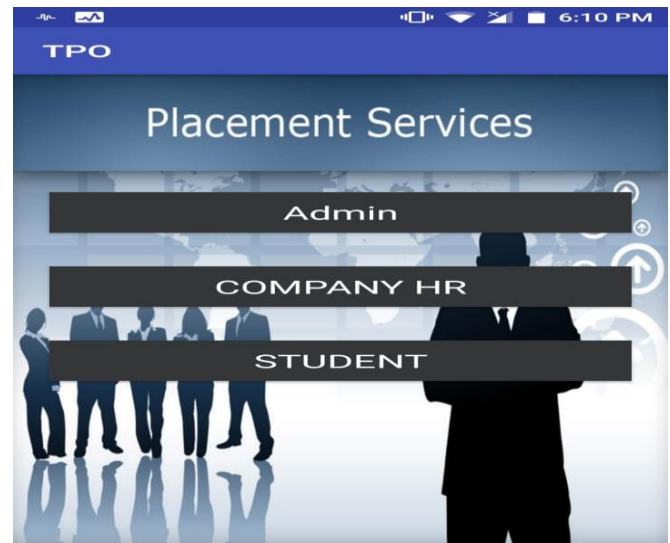 6:10 PM
TPO
Placement Services
Admin
COMPANY HR
STUDENT